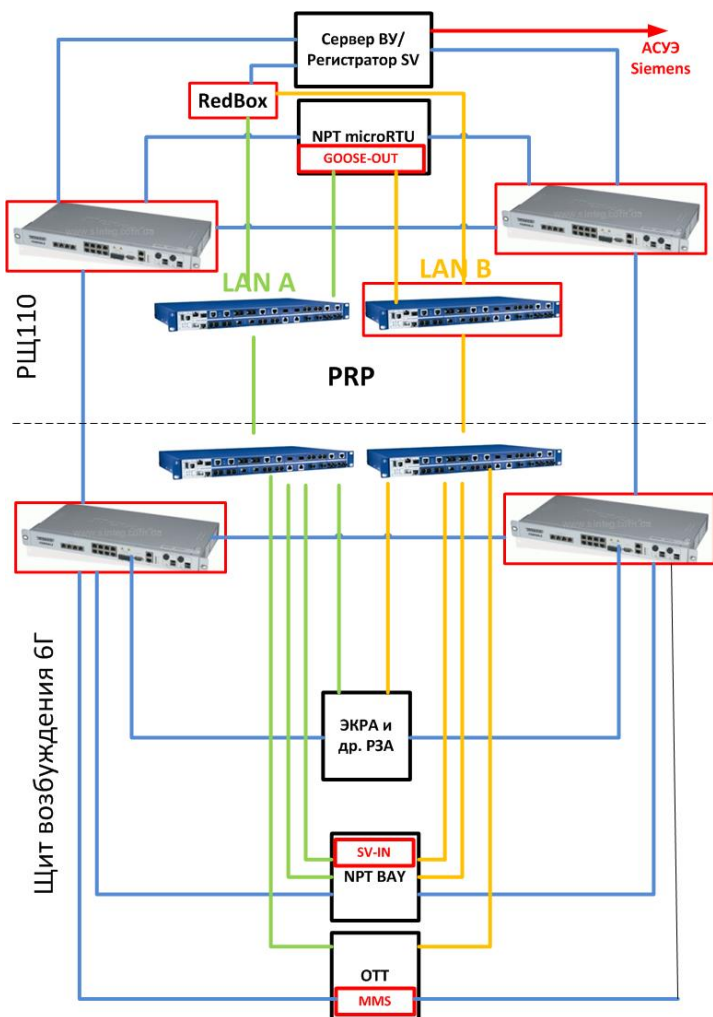 Сервер ВУ/
Регистратор SV
АСУЭ
Siemens
RedBox
NPT microRTU
GOOSE-OUT
LAN A
LAN B
РЩ110
PRP
Щит возбуждения 6Г
ЭКРА и
др. РЗА
SV-IN
NPT BAY
ОТТ
MMS